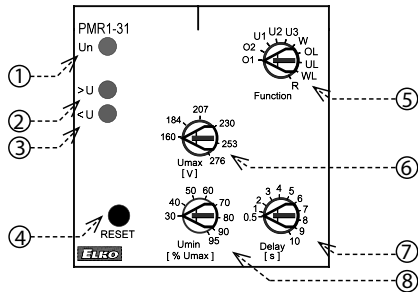 PMR1-31
Un
>U
<U
RESET
ELKO
O1 O2 U1 U2 U3 W OL UL WL R
Function
160 184 207 230 253 276
Umax
[ V ]
30 40 50 60 70 80 90 95
Umin
[ % Umax ]
0.5 1 2 3 4 5 6 7 8 9 10
Delay
[ s ]
1
2
3
4
5
6
7
8